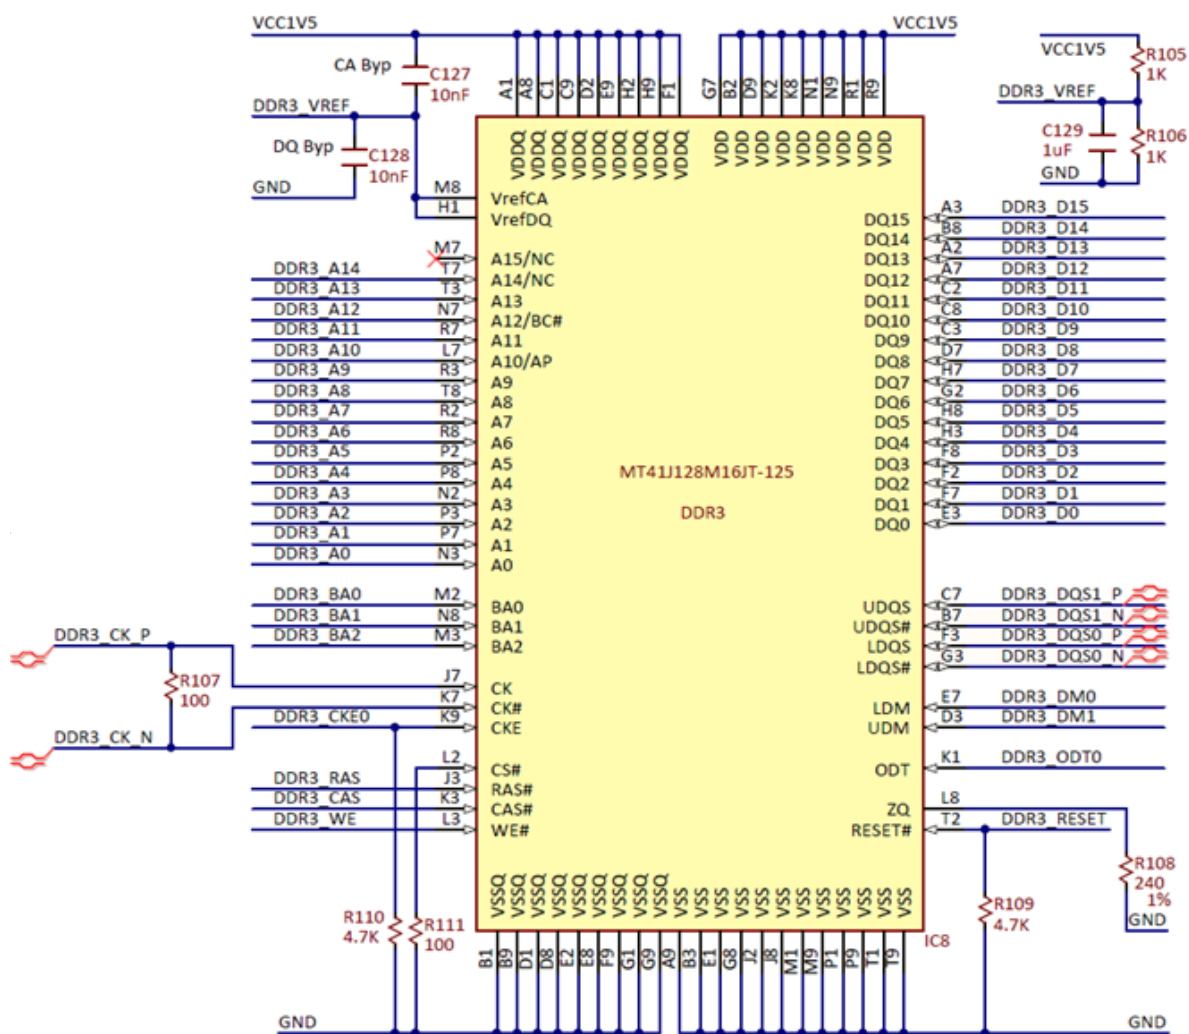 VCC1V5
VCC1V5
VCC1V5
CA Byp
C127
10nF
A1 A8 C1 C9 D2 E9 H2 H9 F1
G7 B2 D9 K2 K8 N1 N9 R1 R9
R105
1K
DDR3_VREF
DDR3_VREF
DQ Byp
C128
10nF
GND
VDDQ VDDQ VDDQ VDDQ VDDQ VDDQ VDDQ VDDQ VDDQ
VDD VDD VDD VDD VDD VDD VDD VDD VDD
C129
1uF
R106
1K
GND
M8 VrefCA
H1 VrefDQ
M7 A15/NC
DDR3_A14 T7 A14/NC
DDR3_A13 T3 A13
DDR3_A12 N7 A12/BC#
DDR3_A11 R7 A11
DDR3_A10 L7 A10/AP
DDR3_A9 R3 A9
DDR3_A8 T8 A8
DDR3_A7 R2 A7
DDR3_A6 R8 A6
DDR3_A5 P2 A5
DDR3_A4 P8 A4
DDR3_A3 N2 A3
DDR3_A2 P3 A2
DDR3_A1 P7 A1
DDR3_A0 N3 A0
DQ15 A3 DDR3_D15
DQ14 B8 DDR3_D14
DQ13 A2 DDR3_D13
DQ12 A7 DDR3_D12
DQ11 C2 DDR3_D11
DQ10 C8 DDR3_D10
DQ9 C3 DDR3_D9
DQ8 D7 DDR3_D8
DQ7 H7 DDR3_D7
DQ6 G2 DDR3_D6
DQ5 H8 DDR3_D5
DQ4 H3 DDR3_D4
DQ3 F8 DDR3_D3
DQ2 F2 DDR3_D2
DQ1 F7 DDR3_D1
DQ0 E3 DDR3_D0
MT41J128M16JT-125
DDR3
DDR3_BA0 M2 BA0
DDR3_BA1 N8 BA1
DDR3_BA2 M3 BA2
UDQS C7 DDR3_DQS1_P
UDQS# B7 DDR3_DQS1_N
LDQS F3 DDR3_DQS0_P
LDQS# G3 DDR3_DQS0_N
DDR3_CK_P
R107
100
J7 CK
K7 CK#
DDR3_CKE0 K9 CKE
DDR3_CK_N
LDM E7 DDR3_DM0
UDM D3 DDR3_DM1
L2 CS#
DDR3_RAS J3 RAS#
DDR3_CAS K3 CAS#
DDR3_WE L3 WE#
ODT K1 DDR3_ODT0
ZQ L8
RESET# T2 DDR3_RESET
R108
240
1%
GND
VSSQ VSSQ VSSQ VSSQ VSSQ VSSQ VSSQ VSSQ VSSQ
VSS VSS VSS VSS VSS VSS VSS VSS VSS VSS VSS VSS
R110
4.7K
R111
100
R109
4.7K
IC8
B1 B9 D1 D8 E2 E8 F9 G1 G9 A9 B3 E1 G8 J2 J8 M1 M9 P1 P9 T1 T9
GND
GND